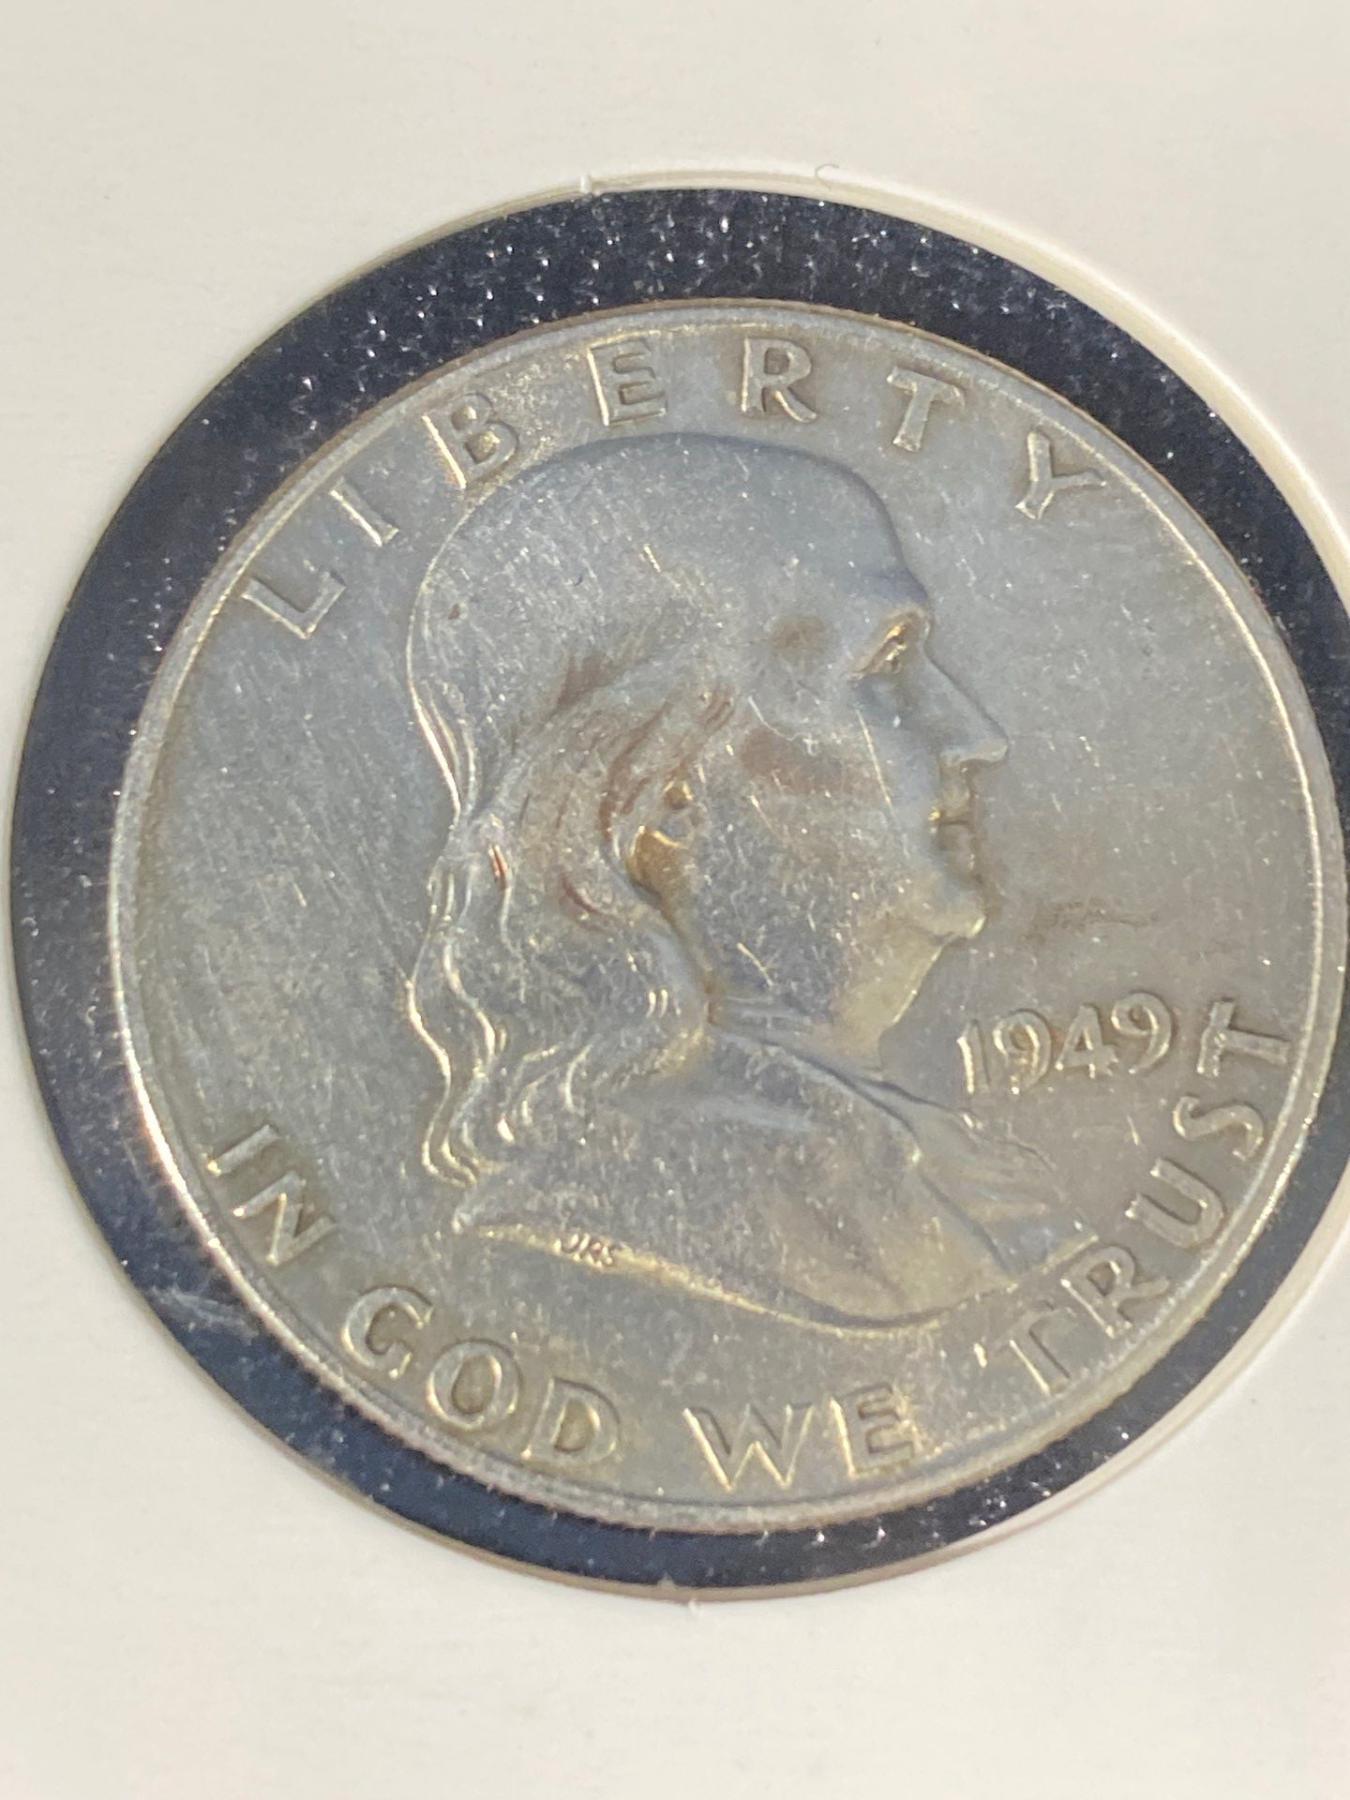 LIBERTY
1949
JRS
IN GOD WE TRUST